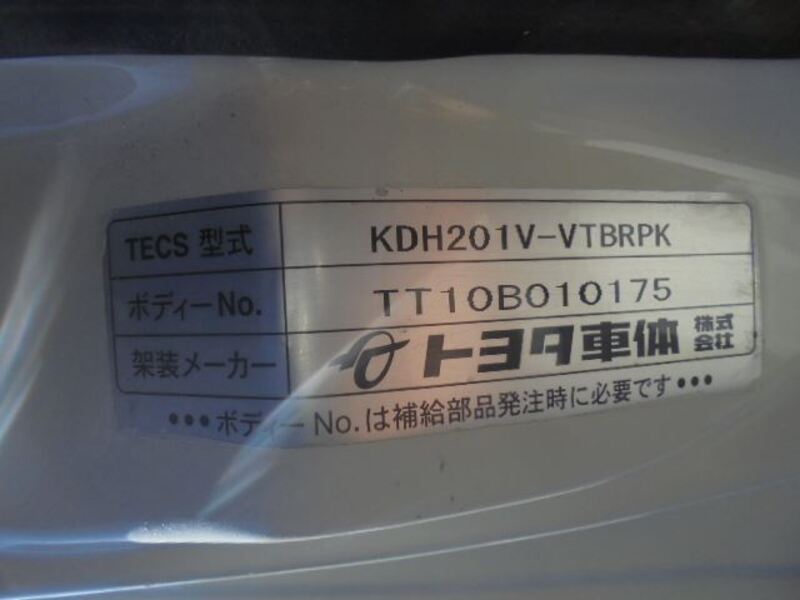 TECS 型式 KDH201V-VTBRPK
ボディーNo. TT10B010175
架装メーカー トヨタ車体 株式会社
•••ボディーNo.は補給部品発注時に必要です•••